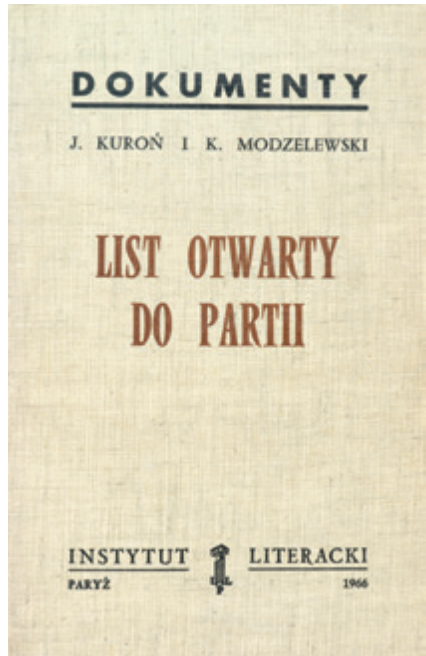 DOKUMENTY
J. KUROŃ I K. MODZELEWSKI
LIST OTWARTY
DO PARTII
INSTYTUT LITERACKI
PARYŻ 1966